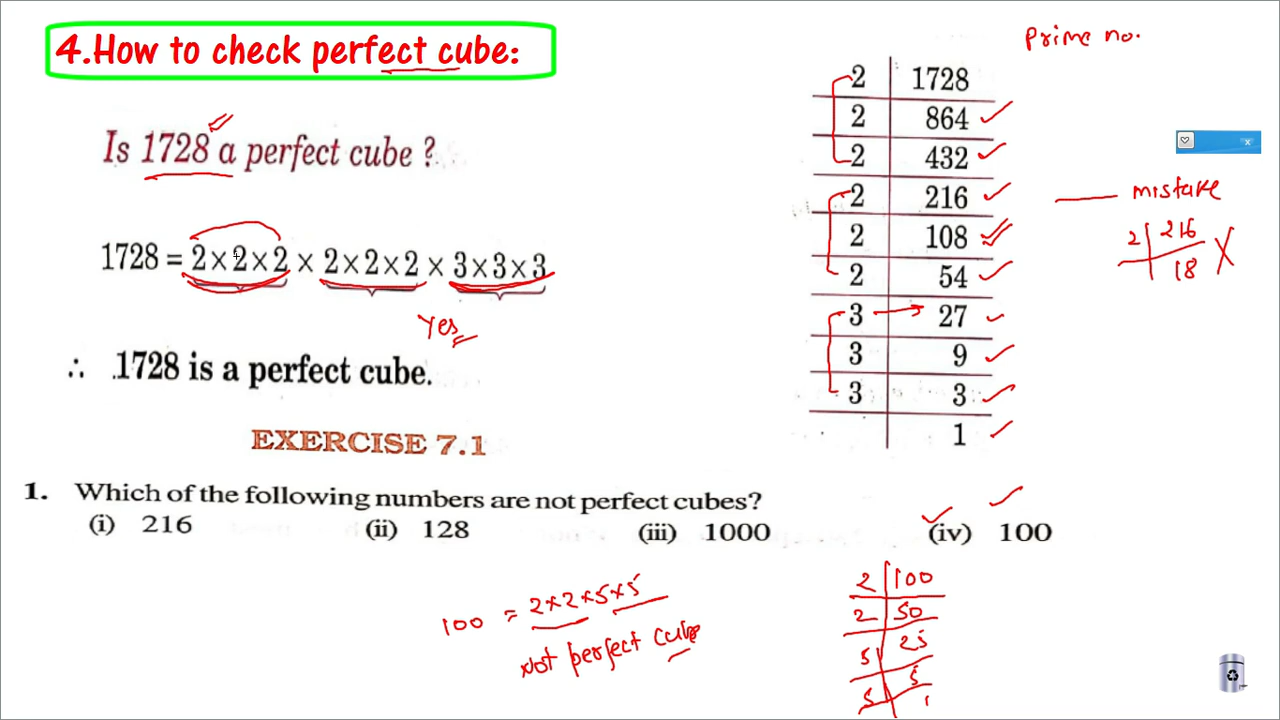 4.How to check perfect cube:
Prime no.
Is 1728 a perfect cube ?
1728 = 2×2×2 × 2×2×2 × 3×3×3
Yes
∴ 1728 is a perfect cube.
2 | 1728
2 | 864
2 | 432
2 | 216
2 | 108
2 | 54
3 | 27
3 | 9
3 | 3
1
mistake
2 | 216
18
EXERCISE 7.1
1. Which of the following numbers are not perfect cubes?
(i) 216 (ii) 128 (iii) 1000 (iv) 100
100 = 2×2×5×5
Not perfect cube
2 | 100
2 | 50
5 | 25
5 | 5
1